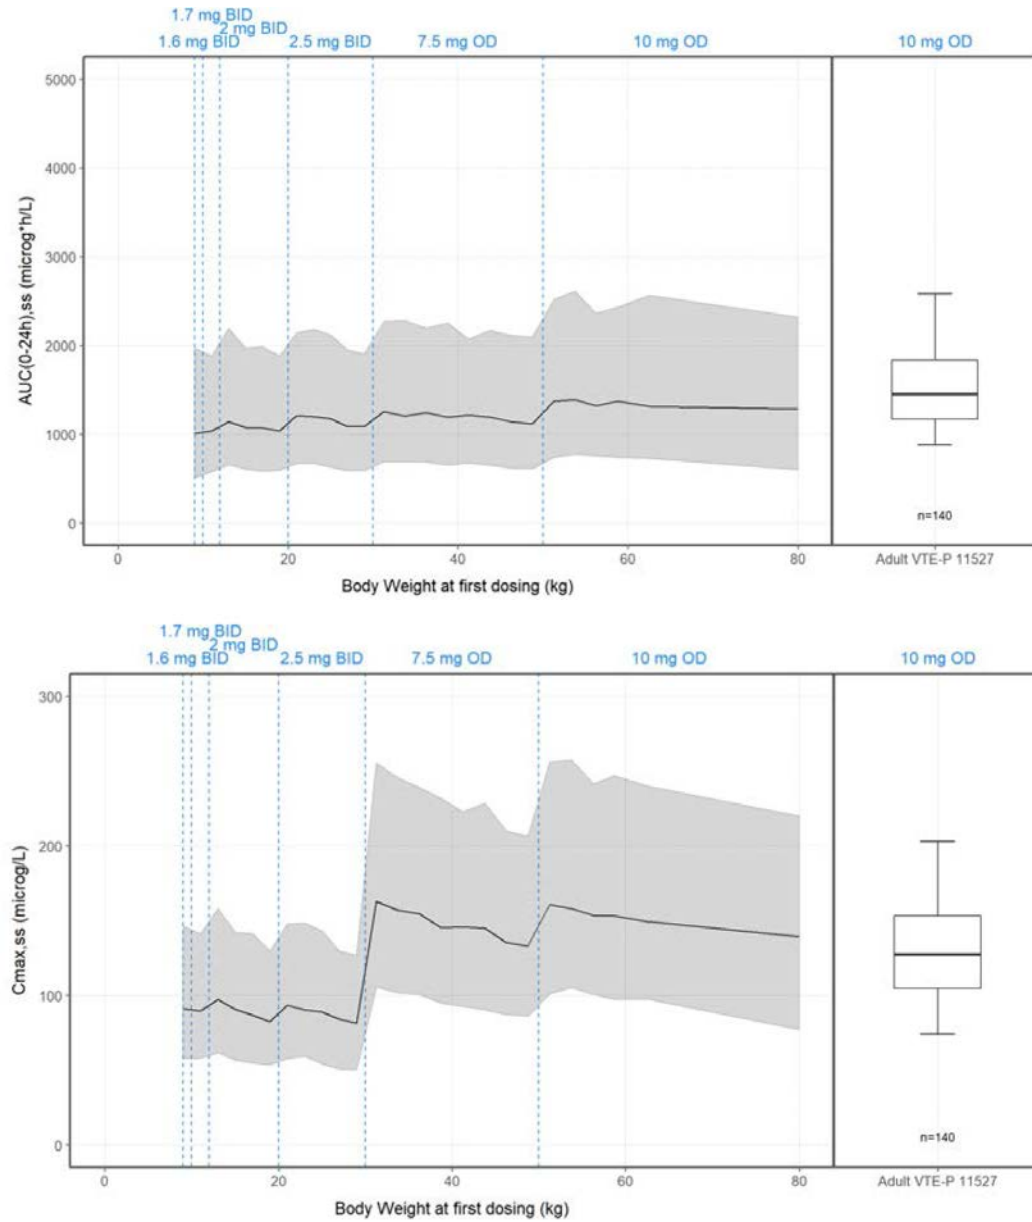 1.7 mg BID
2 mg BID
1.6 mg BID 2.5 mg BID 7.5 mg OD 10 mg OD 10 mg OD
5000
4000
3000
2000
1000
0
AUC(0-24h),ss (microg*h/L)
n=140
0 20 40 60 80 Adult VTE-P 11527
Body Weight at first dosing (kg)
1.7 mg BID
2 mg BID
1.6 mg BID 2.5 mg BID 7.5 mg OD 10 mg OD 10 mg OD
300
200
100
0
Cmax,ss (microg/L)
n=140
0 20 40 60 80 Adult VTE-P 11527
Body Weight at first dosing (kg)